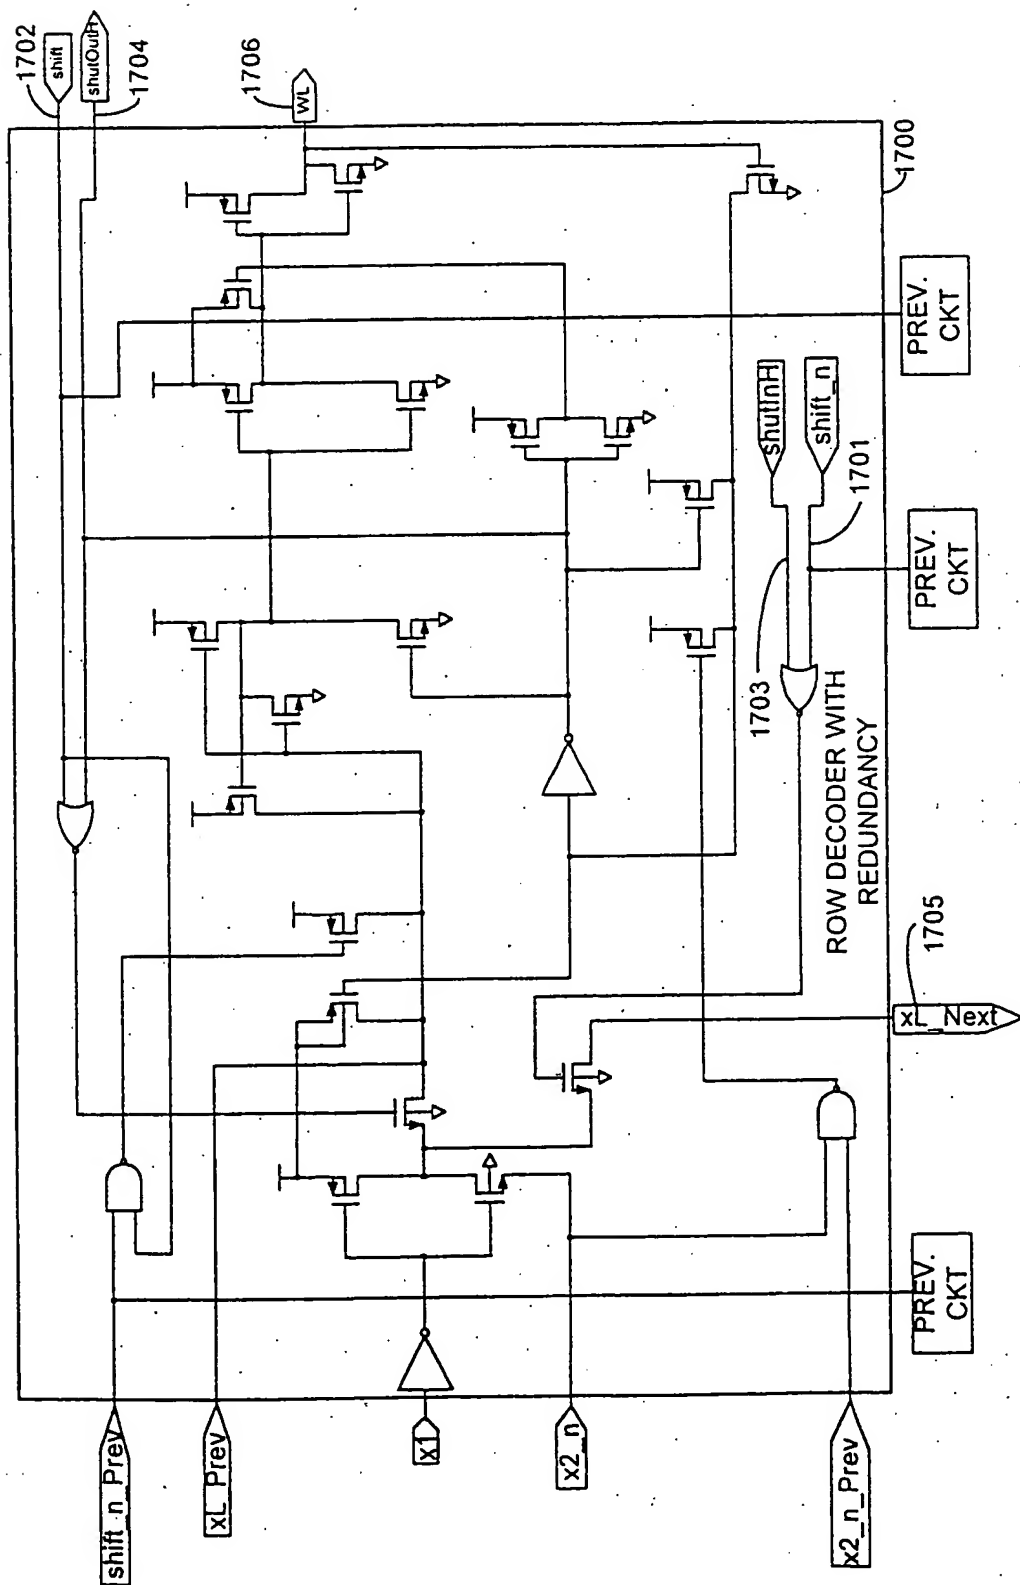 1702
shift
shutOutH
1704
1706
WL
1700
PREV.
CKT
shutInH
shift_n
1701
PREV.
CKT
1703
ROW DECODER WITH
REDUNDANCY
1705
xL_Next
PREV.
CKT
shift_n_Prev
xL_Prev
x1
x2_n
x2_n_Prev